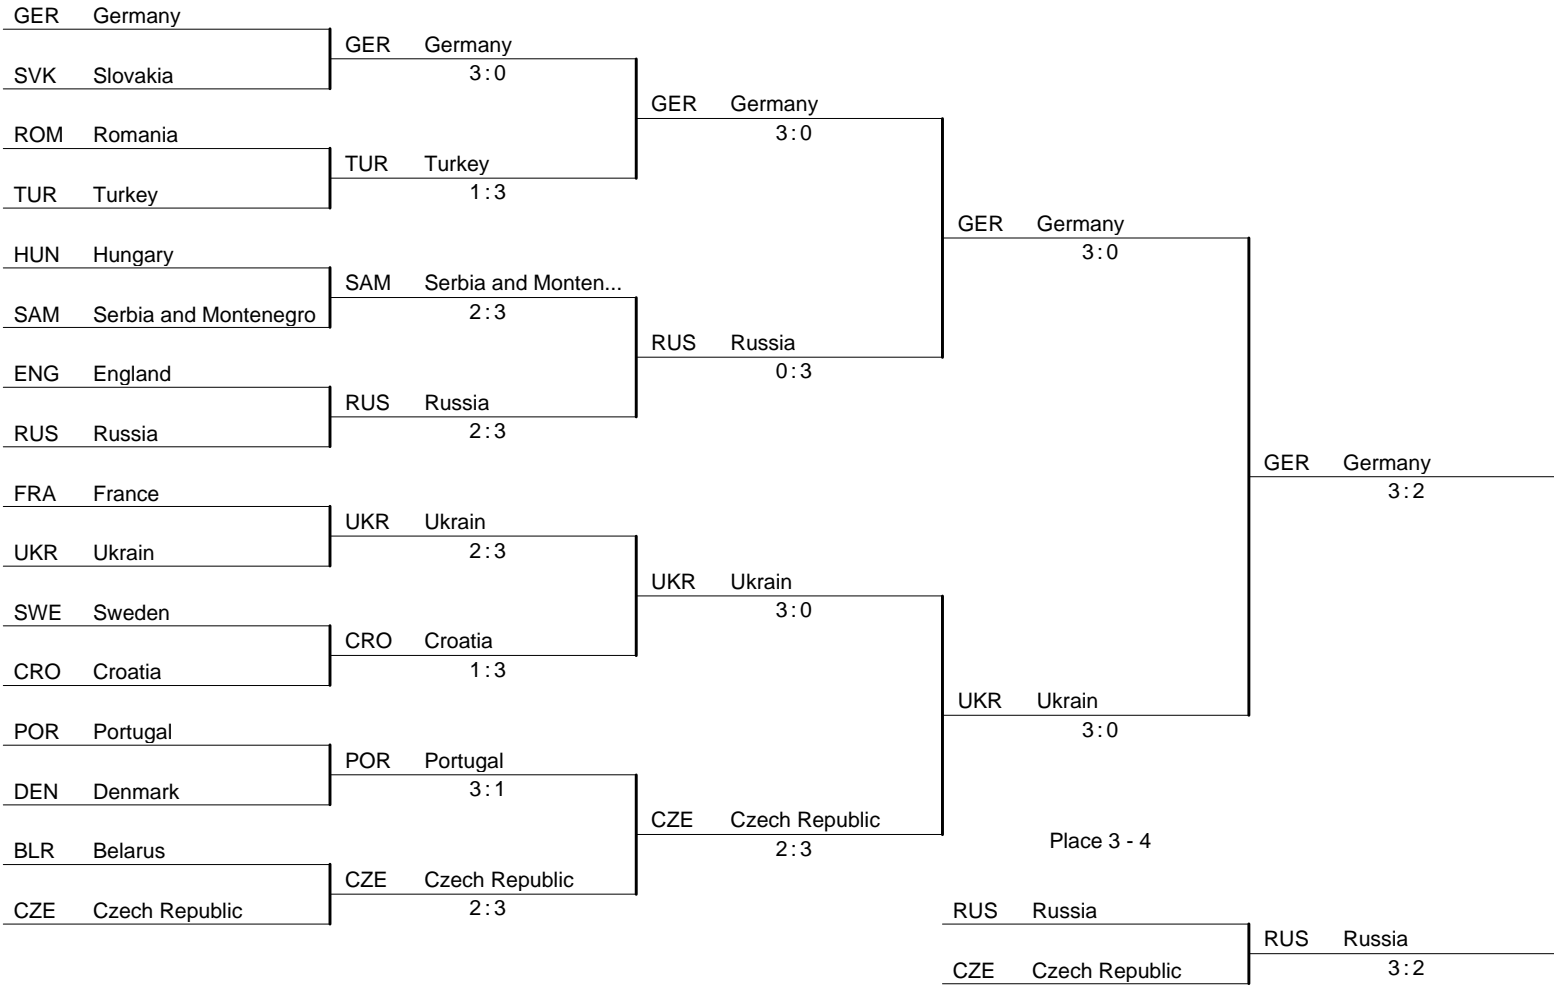 GER Germany
GER Germany
3:0
SVK Slovakia
GER Germany
3:0
ROM Romania
TUR Turkey
1:3
TUR Turkey
GER Germany
3:0
HUN Hungary
SAM Serbia and Monten...
2:3
SAM Serbia and Montenegro
RUS Russia
0:3
ENG England
RUS Russia
2:3
RUS Russia
GER Germany
3:2
FRA France
UKR Ukrain
2:3
UKR Ukrain
UKR Ukrain
3:0
SWE Sweden
CRO Croatia
1:3
CRO Croatia
UKR Ukrain
3:0
POR Portugal
POR Portugal
3:1
DEN Denmark
CZE Czech Republic
2:3
Place 3 - 4
BLR Belarus
CZE Czech Republic
2:3
CZE Czech Republic
RUS Russia
RUS Russia
3:2
CZE Czech Republic